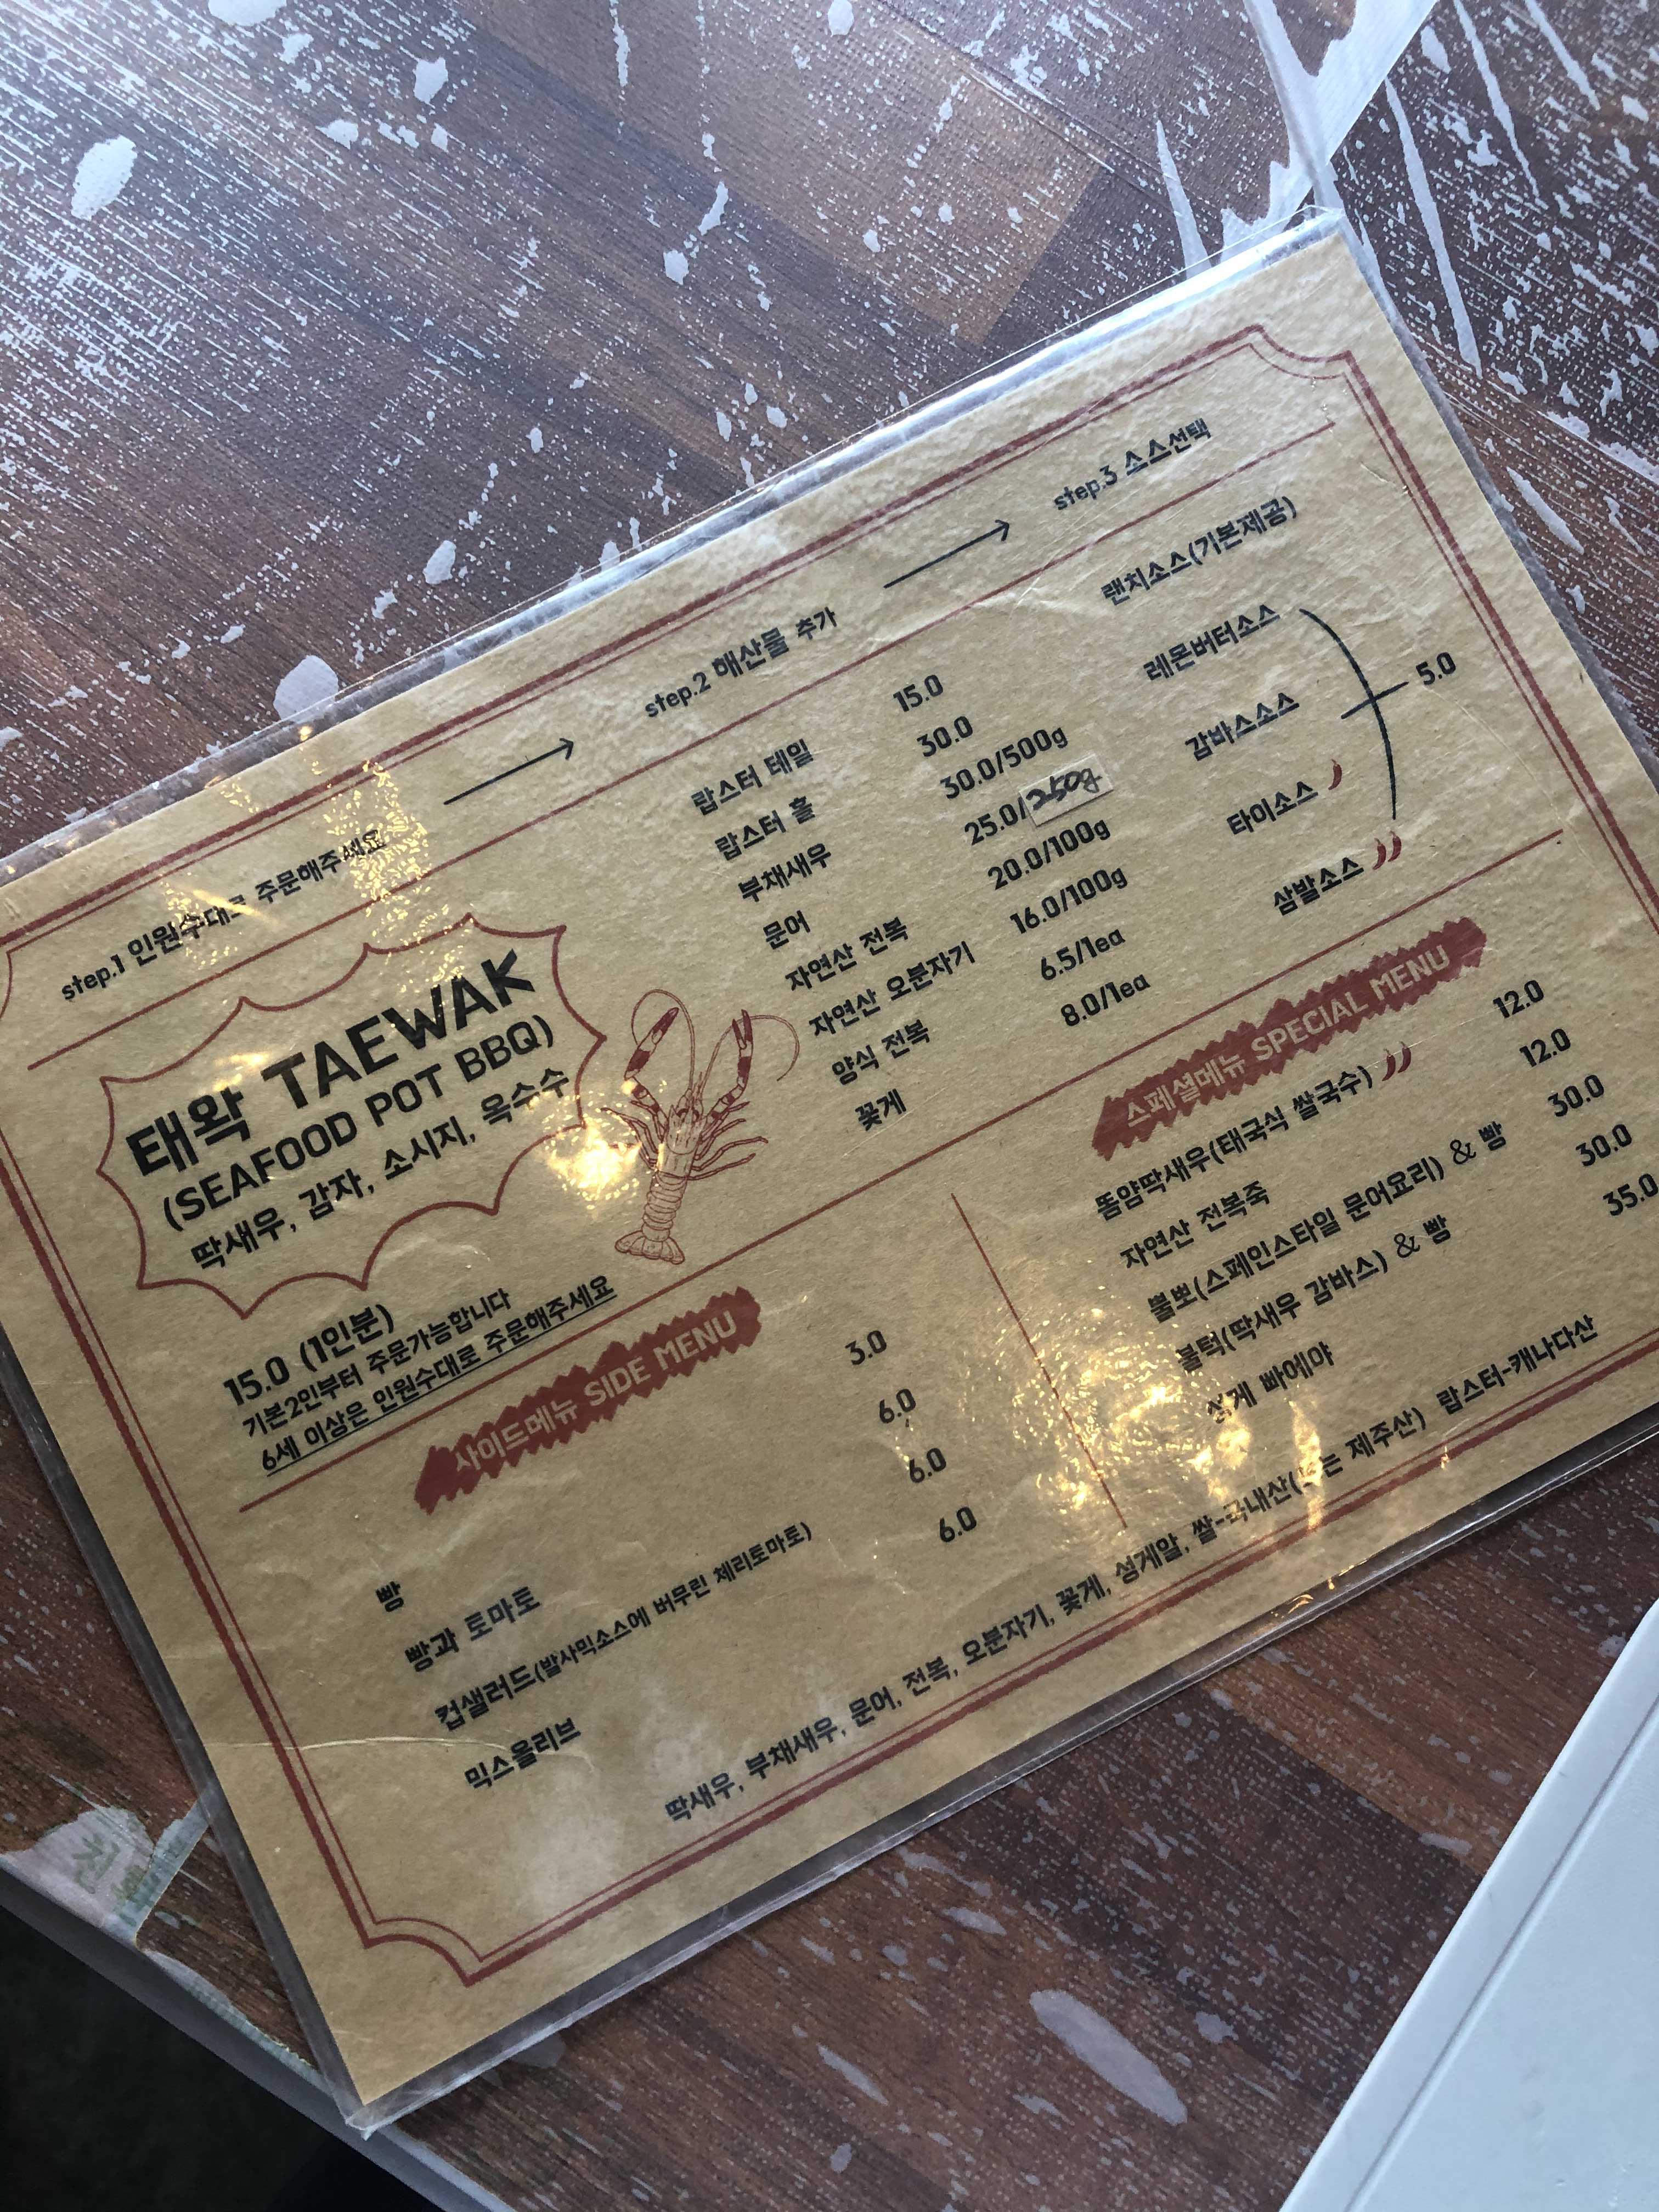 step.1 인원수대로 주문해주세요
태왁 TAEWAK
(SEAFOOD POT BBQ)
딱새우, 감자, 소시지, 옥수수
15.0 (1인분)
기본2인부터 주문가능합니다
6세 이상은 인원수대로 주문해주세요
step.2 해산물 추가
랍스터 테일 15.0
랍스터 홀 30.0
부채새우 30.0/500g
문어 25.0/250g
자연산 전복 20.0/100g
자연산 오분자기 16.0/100g
양식 전복 6.5/1ea
꽃게 8.0/1ea
step.3 소스선택
랜치소스(기본제공)
레몬버터소스
감바스소스
타이소스
삼발소스
5.0
사이드메뉴 SIDE MENU
빵 3.0
빵과 토마토 6.0
컵샐러드(발사믹소스에 버무린 체리토마토) 6.0
믹스올리브 6.0
스페셜메뉴 SPECIAL MENU
똠얌딱새우(태국식 쌀국수) 12.0
자연산 전복죽 12.0
뽈뽀(스페인스타일 문어요리) & 빵 30.0
불턱(딱새우 감바스) & 빵 30.0
성게 빠에야 35.0
딱새우, 부채새우, 문어, 전복, 오분자기, 꽃게, 성게알, 쌀-국내산( 는 제주산) 랍스터-캐나다산